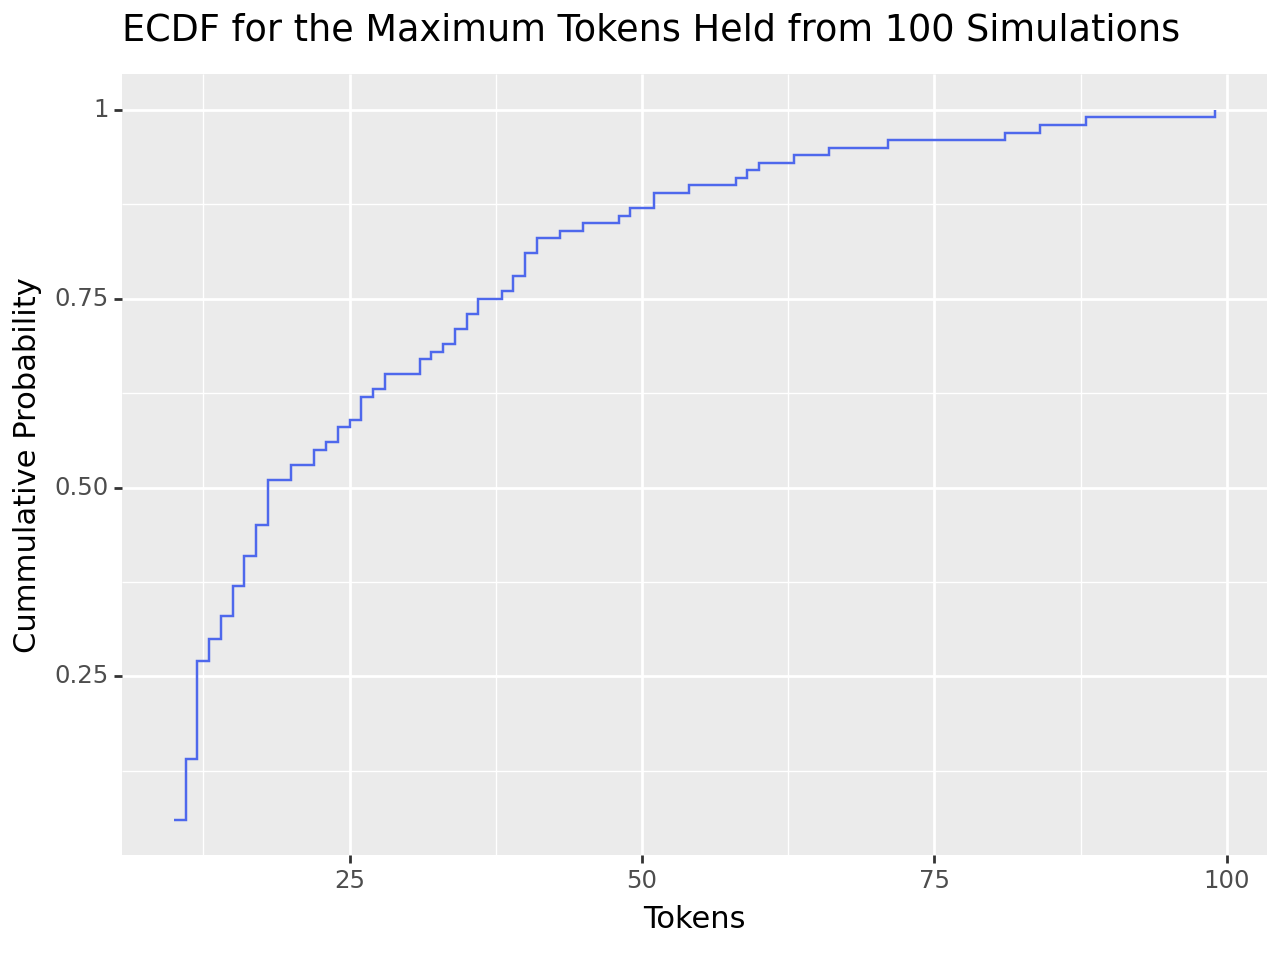 ECDF for the Maximum Tokens Held from 100 Simulations
Cummulative Probability
1
0.75
0.50
0.25
25
50
75
100
Tokens